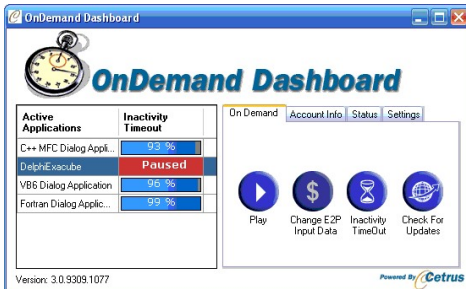 OnDemand Dashboard
OnDemand Dashboard
Active Applications
Inactivity Timeout
C++ MFC Dialog Appli... 93 %
DelphiExacube Paused
VB6 Dialog Application 96 %
Fortran Dialog Applic... 99 %
On Demand Account Info Status Settings
Play
Change E2P Input Data
Inactivity TimeOut
Check For Updates
Version: 3.0.9309.1077
Powered By Cetrus